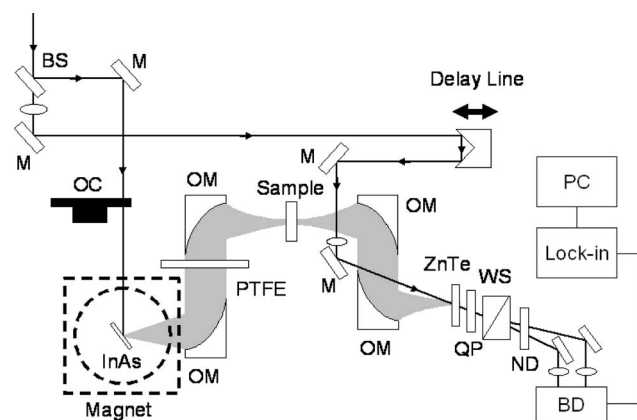 BS
M
Delay Line
M
M
OC
OM
Sample
OM
PC
Lock-in
PTFE
M
ZnTe
WS
InAs
OM
OM
QP
ND
Magnet
BD